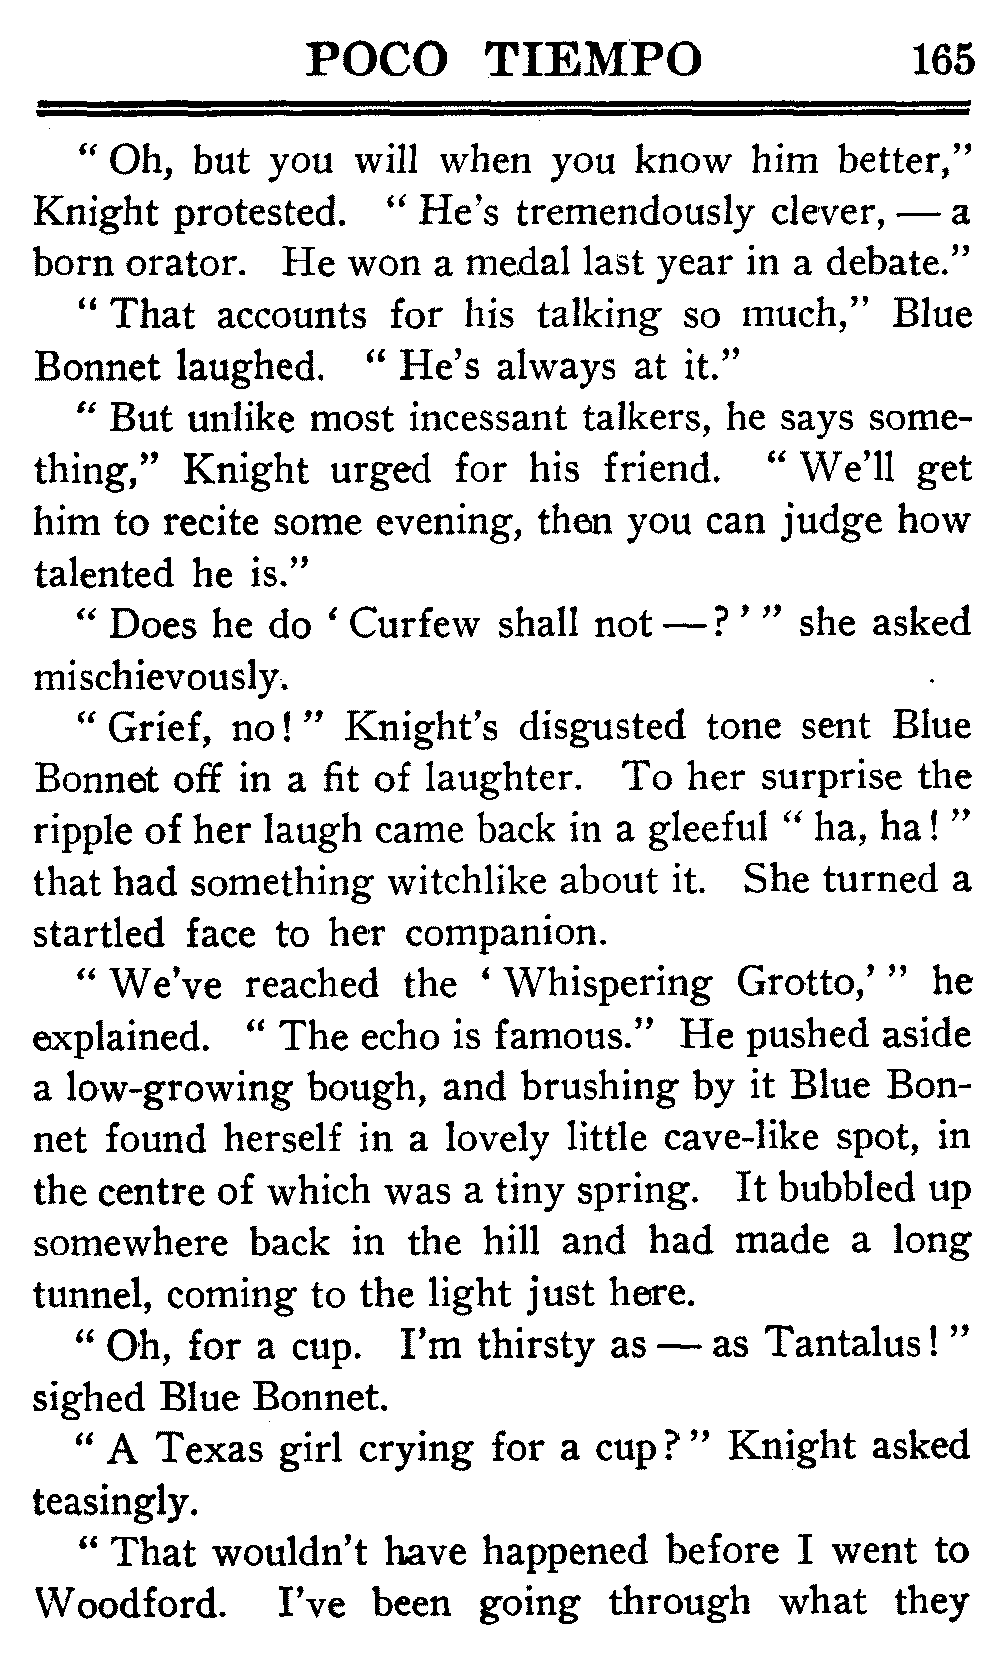 POCO TIEMPO 165
" Oh, but you will when you know him better,"
Knight protested. " He's tremendously clever, — a
born orator. He won a medal last year in a debate."
" That accounts for his talking so much," Blue
Bonnet laughed. " He's always at it."
" But unlike most incessant talkers, he says some-
thing," Knight urged for his friend. " We'll get
him to recite some evening, then you can judge how
talented he is."
" Does he do ' Curfew shall not — ? ' " she asked
mischievously.
" Grief, no! " Knight's disgusted tone sent Blue
Bonnet off in a fit of laughter. To her surprise the
ripple of her laugh came back in a gleeful " ha, ha! "
that had something witchlike about it. She turned a
startled face to her companion.
" We've reached the ' Whispering Grotto,' " he
explained. " The echo is famous." He pushed aside
a low-growing bough, and brushing by it Blue Bon-
net found herself in a lovely little cave-like spot, in
the centre of which was a tiny spring. It bubbled up
somewhere back in the hill and had made a long
tunnel, coming to the light just here.
" Oh, for a cup. I'm thirsty as — as Tantalus! "
sighed Blue Bonnet.
" A Texas girl crying for a cup? " Knight asked
teasingly.
" That wouldn't have happened before I went to
Woodford. I've been going through what they